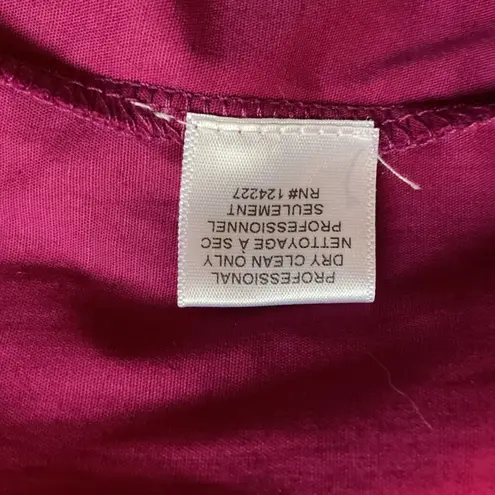 PROFESSIONAL
DRY CLEAN ONLY
NETTOYAGE À SEC
PROFESSIONNEL
SEULEMENT
RN# 124227